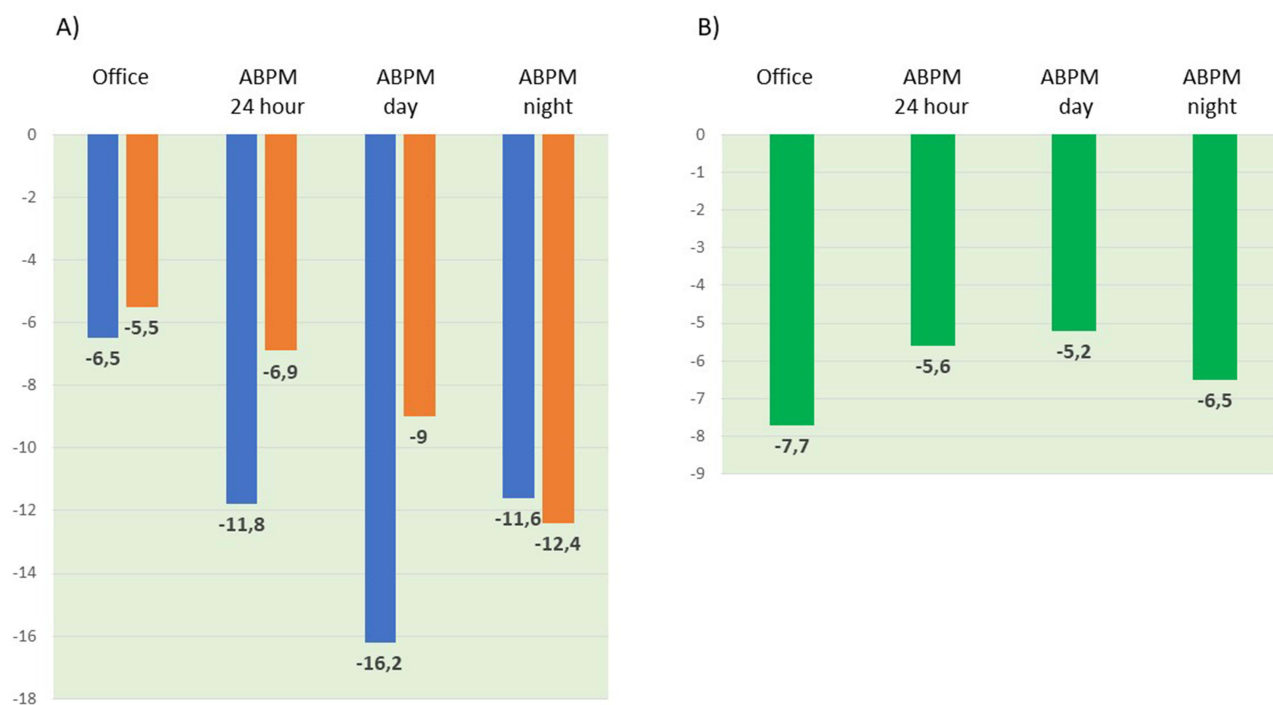 A)
Office
ABPM
24 hour
ABPM
day
ABPM
night
0
-2
-4
-6
-8
-10
-12
-14
-16
-18
-6,5
-5,5
-11,8
-6,9
-16,2
-9
-11,6
-12,4
B)
Office
ABPM
24 hour
ABPM
day
ABPM
night
0
-1
-2
-3
-4
-5
-6
-7
-8
-9
-7,7
-5,6
-5,2
-6,5